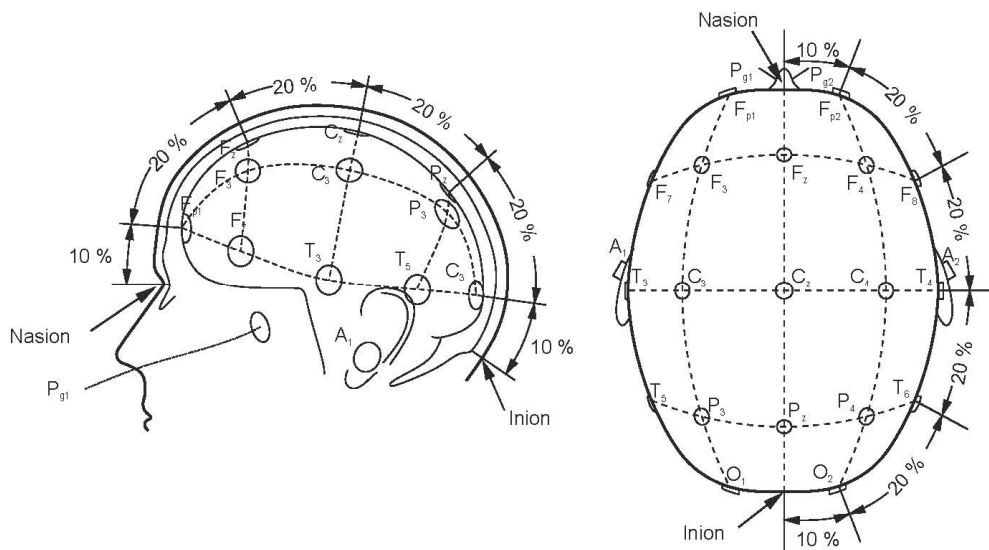 20 %
20 %
20 %
20 %
10 %
10 %
Fz
Cz
Pz
F3
C3
P3
Fp1
F7
T3
T5
C3
A1
Nasion
Pg1
Inion
Nasion
10 %
Pg1
Pg2
Fp1
Fp2
20 %
F7
F3
Fz
F4
F8
20 %
A1
A2
T3
C3
Cz
C4
T4
20 %
T5
P3
Pz
P4
T6
20 %
O1
O2
Inion
10 %